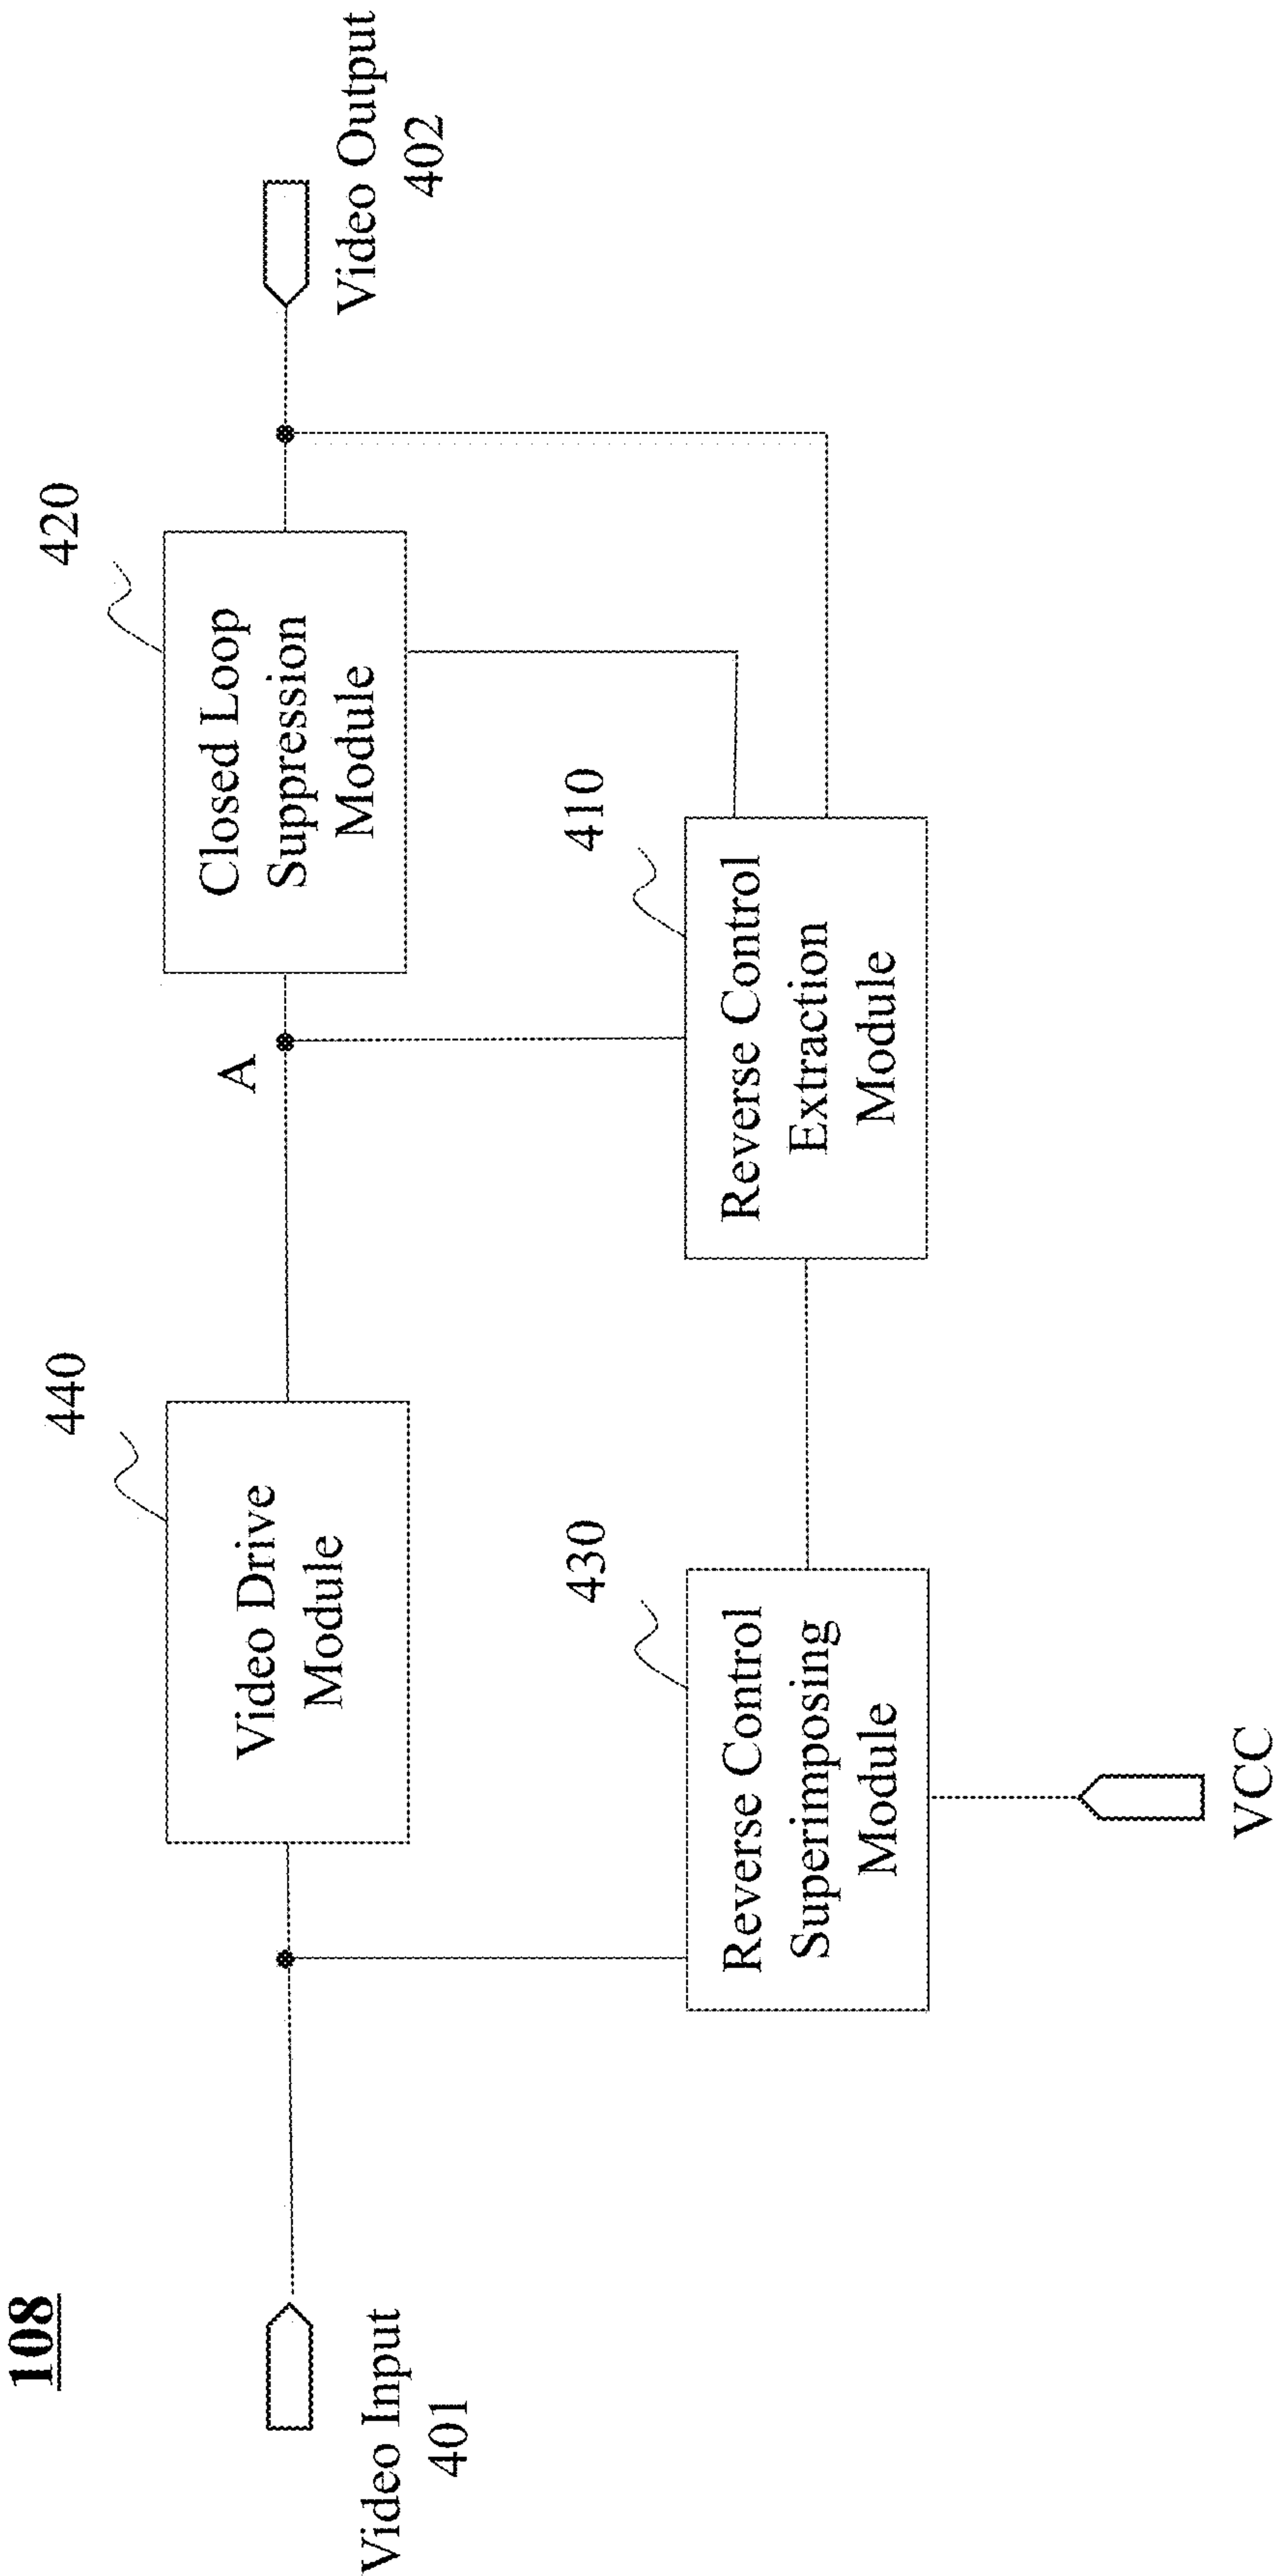 108
440
420
Video Drive
Module
A
Closed Loop
Suppression
Module
Video Input
401
Video Output
402
430
410
Reverse Control
Superimposing
Module
Reverse Control
Extraction
Module
VCC